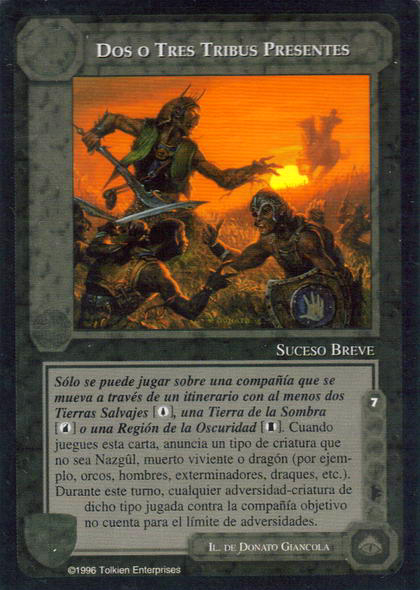 Dos o Tres Tribus Presentes
DONATO
Suceso Breve
Sólo se puede jugar sobre una compañía que se
mueva a través de un itinerario con al menos dos
Tierras Salvajes [ ], una Tierra de la Sombra
[ ] o una Región de la Oscuridad [ ]. Cuando
juegues esta carta, anuncia un tipo de criatura que
no sea Nazgûl, muerto viviente o dragón (por ejem-
plo, orcos, hombres, exterminadores, draques, etc.).
Durante este turno, cualquier adversidad-criatura de
dicho tipo jugada contra la compañía objetivo
no cuenta para el límite de adversidades.
7
Il. de Donato Giancola
©1996 Tolkien Enterprises